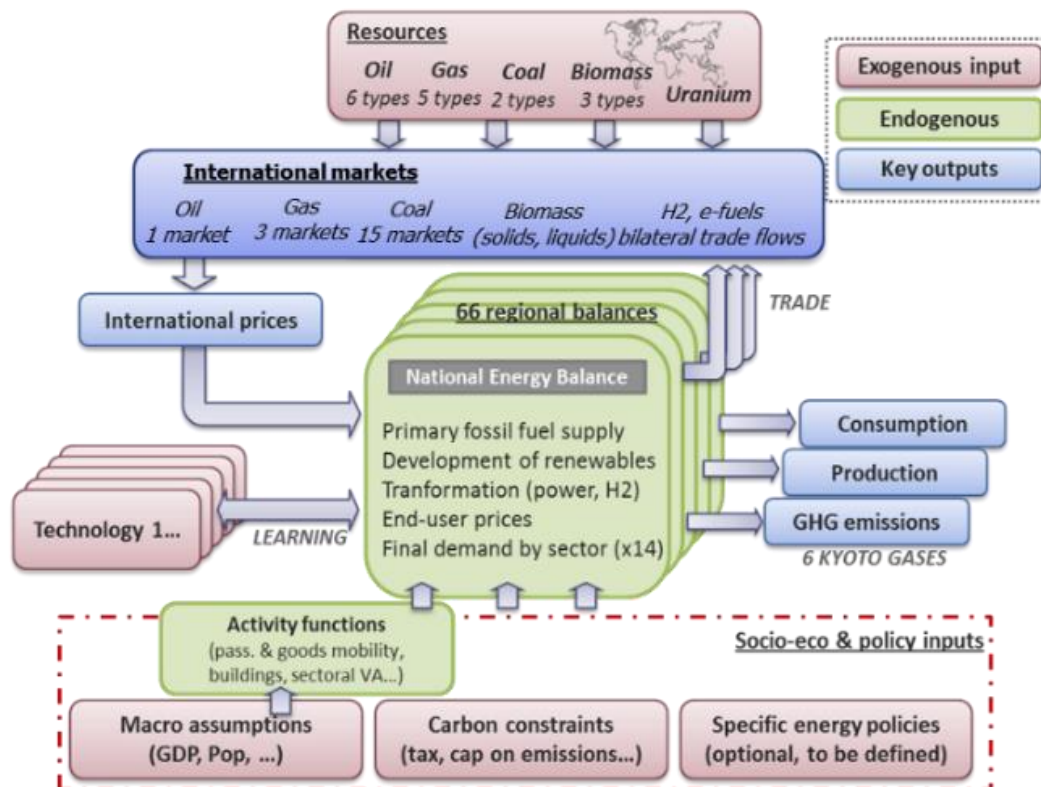 Resources
Oil Gas Coal Biomass Uranium
6 types 5 types 2 types 3 types
Exogenous input
Endogenous
Key outputs
International markets
Oil Gas Coal Biomass H2, e-fuels
1 market 3 markets 15 markets (solids, liquids) bilateral trade flows
International prices
TRADE
66 regional balances
National Energy Balance
Primary fossil fuel supply
Development of renewables
Tranformation (power, H2)
End-user prices
Final demand by sector (x14)
Consumption
Production
GHG emissions
6 KYOTO GASES
Technology 1...
LEARNING
Activity functions
(pass. & goods mobility,
buildings, sectoral VA...)
Socio-eco & policy inputs
Macro assumptions
(GDP, Pop, ...)
Carbon constraints
(tax, cap on emissions...)
Specific energy policies
(optional, to be defined)